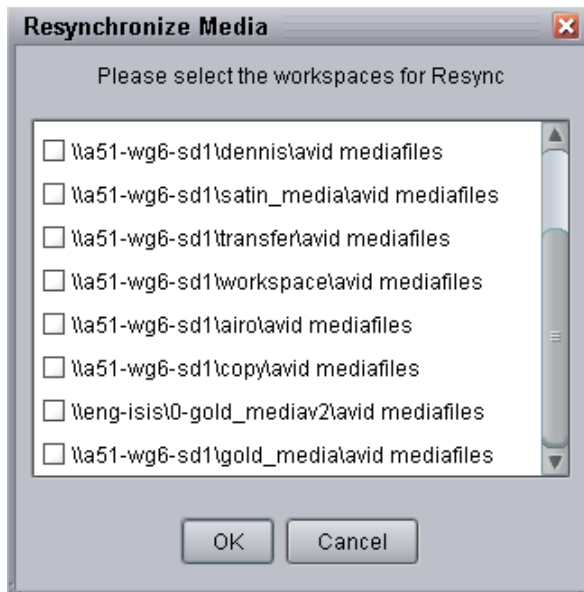 Resynchronize Media
Please select the workspaces for Resync
\\a51-wg6-sd1\dennis\avid mediafiles
\\a51-wg6-sd1\satin_media\avid mediafiles
\\a51-wg6-sd1\transfer\avid mediafiles
\\a51-wg6-sd1\workspace\avid mediafiles
\\a51-wg6-sd1\airo\avid mediafiles
\\a51-wg6-sd1\copy\avid mediafiles
\\eng-isis\0-gold_mediav2\avid mediafiles
\\a51-wg6-sd1\gold_media\avid mediafiles
OK Cancel